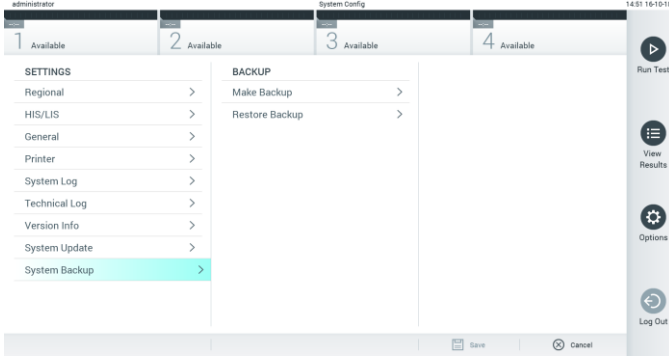 administrator System Config 14:51 16-10-18
1 Available 2 Available 3 Available 4 Available
Run Test
SETTINGS BACKUP
Regional Make Backup
HIS/LIS Restore Backup
General
Printer
View
Results
System Log
Technical Log
Version Info
Options
System Update
System Backup
Log Out
Save Cancel